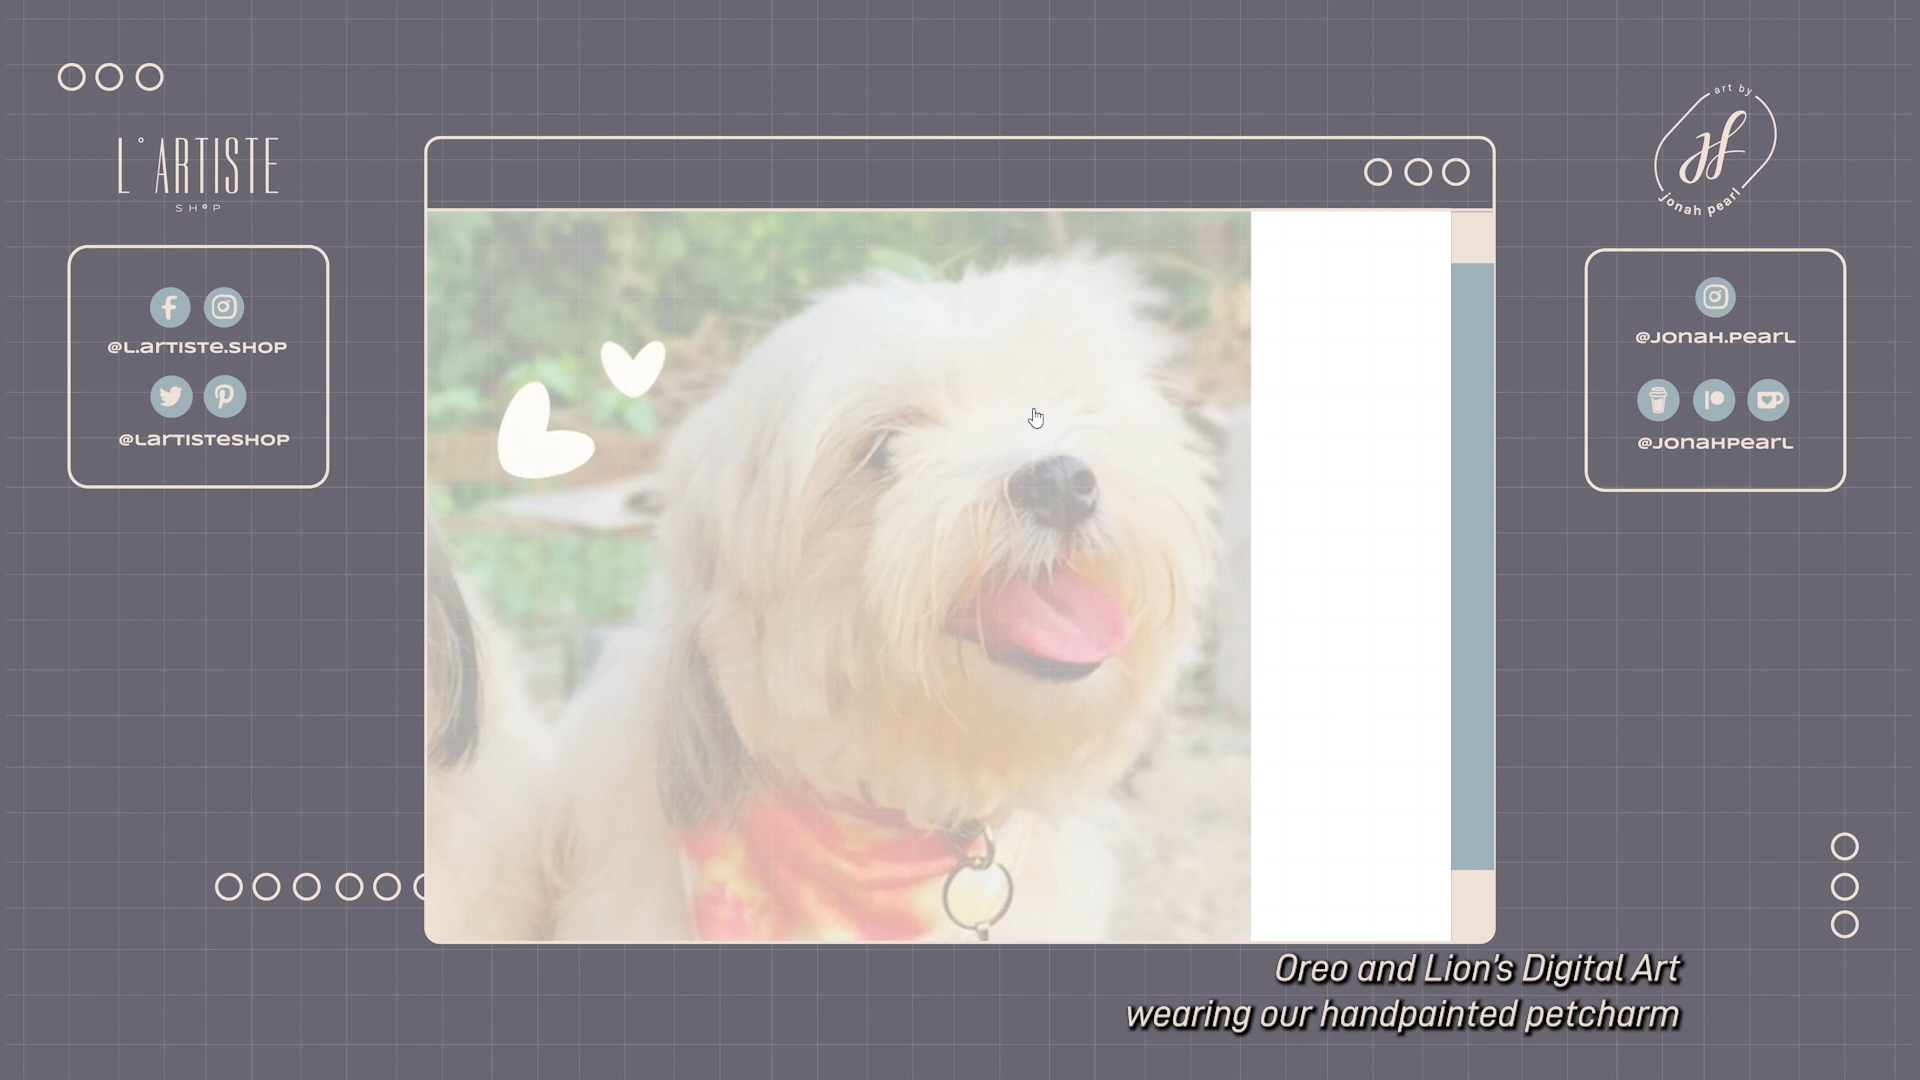 L'ARTISTE
SHOP
@L.ARTISTE.SHOP
@LARTISTESHOP
art by
jonah pearl
@JONAH.PEARL
@JONAHPEARL
Oreo and Lion's Digital Art
wearing our handpainted petcharm